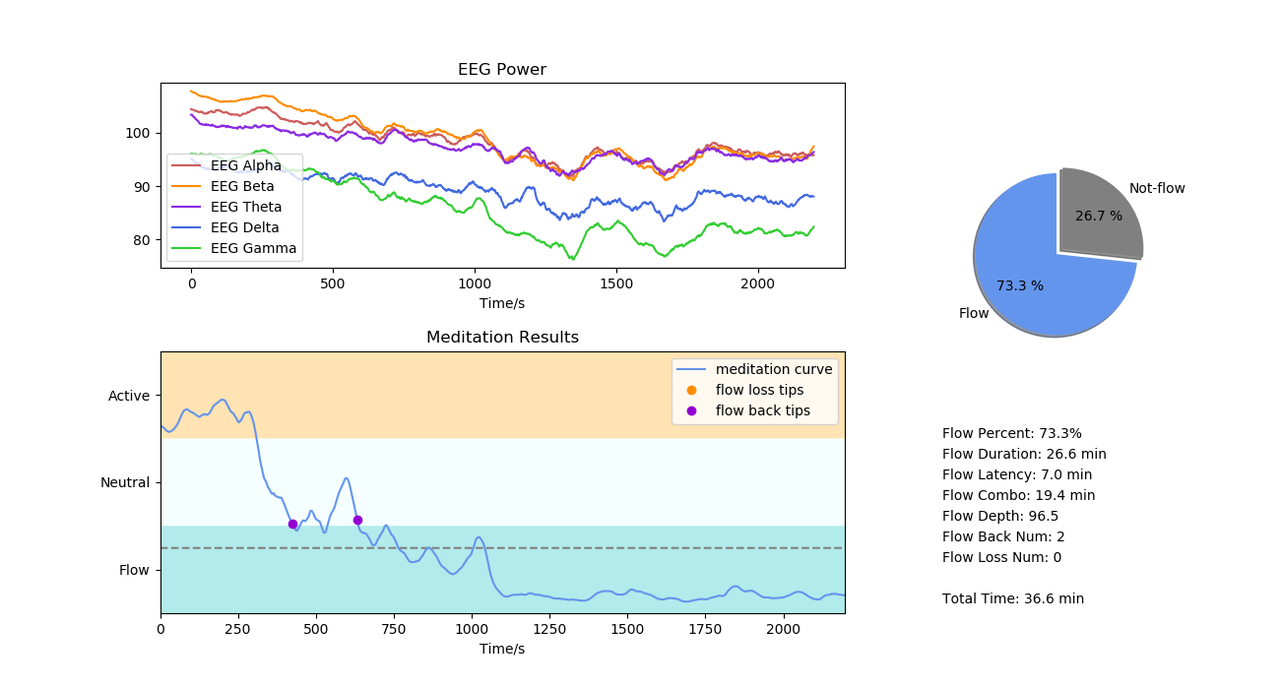 EEG Power
100
90
80
EEG Alpha
EEG Beta
EEG Theta
EEG Delta
EEG Gamma
0 500 1000 1500 2000
Time/s
Not-flow
26.7 %
73.3 %
Flow
Meditation Results
Active
Neutral
Flow
meditation curve
flow loss tips
flow back tips
0 250 500 750 1000 1250 1500 1750 2000
Time/s
Flow Percent: 73.3%
Flow Duration: 26.6 min
Flow Latency: 7.0 min
Flow Combo: 19.4 min
Flow Depth: 96.5
Flow Back Num: 2
Flow Loss Num: 0
Total Time: 36.6 min